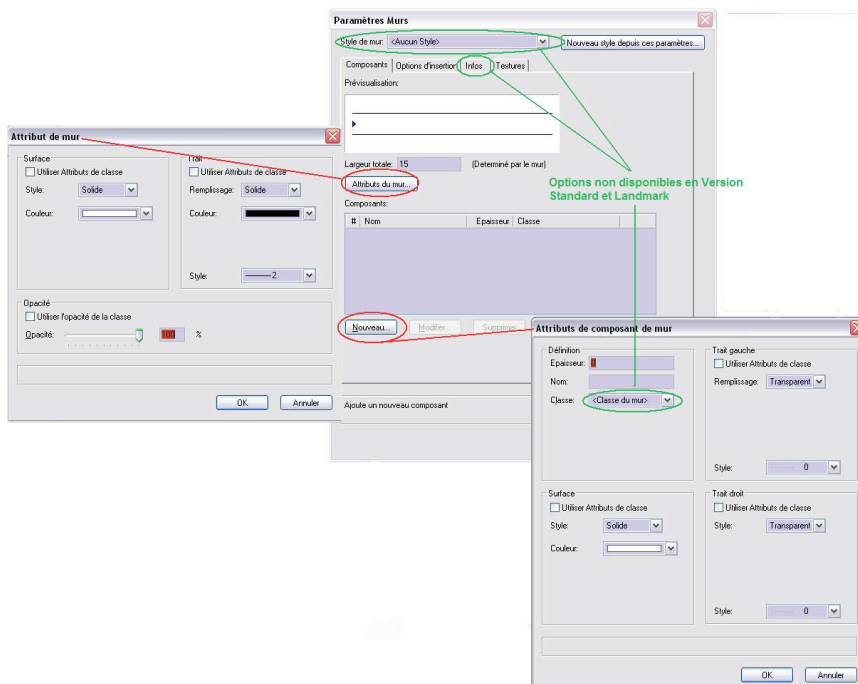 Paramètres Murs
Style de mur: <Aucun Style>
Nouveau style depuis ces paramètres...
Composants Options d'insertion Infos Textures
Prévisualisation:
Largeur totale: 15 (Determiné par le mur)
Attributs du mur...
Composants:
# Nom Epaisseur Classe
Nouveau... Modifier... Supprimer
Ajoute un nouveau composant
Options non disponibles en Version
Standard et Landmark
Attribut de mur
Surface
Utiliser Attributs de classe
Style: Solide
Couleur:
Trait
Utiliser Attributs de classe
Remplissage: Solide
Couleur:
Style: 2
Opacité
Utiliser l'opacité de la classe
Opacité: 100 %
OK Annuler
Attributs de composant de mur
Définition
Epaisseur: 0
Nom:
Classe: <Classe du mur>
Trait gauche
Utiliser Attributs de classe
Remplissage: Transparent
Style: 0
Surface
Utiliser Attributs de classe
Style: Solide
Couleur:
Trait droit
Utiliser Attributs de classe
Style: Transparent
Style: 0
OK Annuler